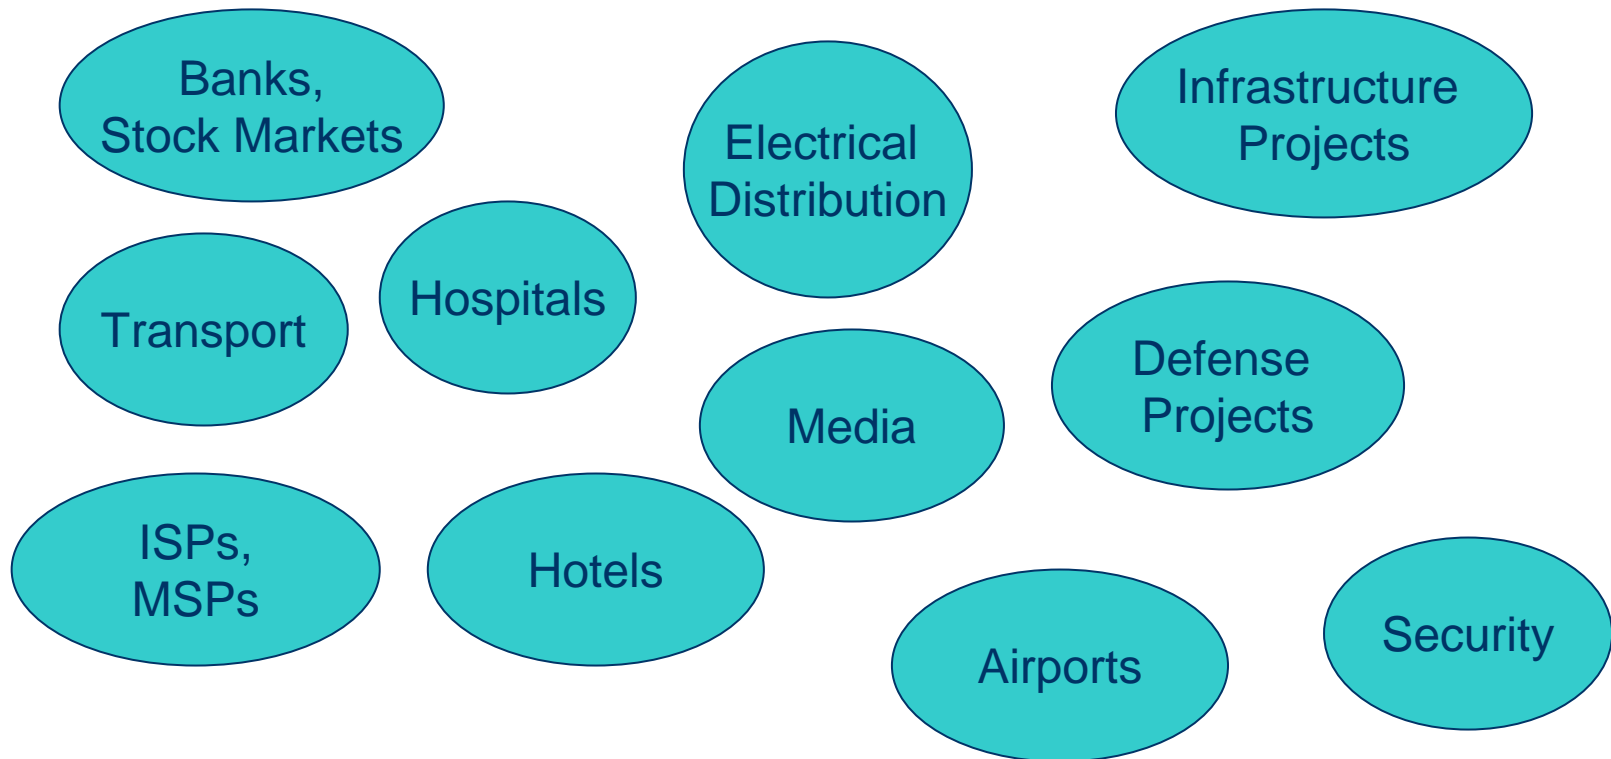 Banks,
Stock Markets
Electrical
Distribution
Infrastructure
Projects
Transport
Hospitals
Media
Defense
Projects
ISPs,
MSPs
Hotels
Airports
Security